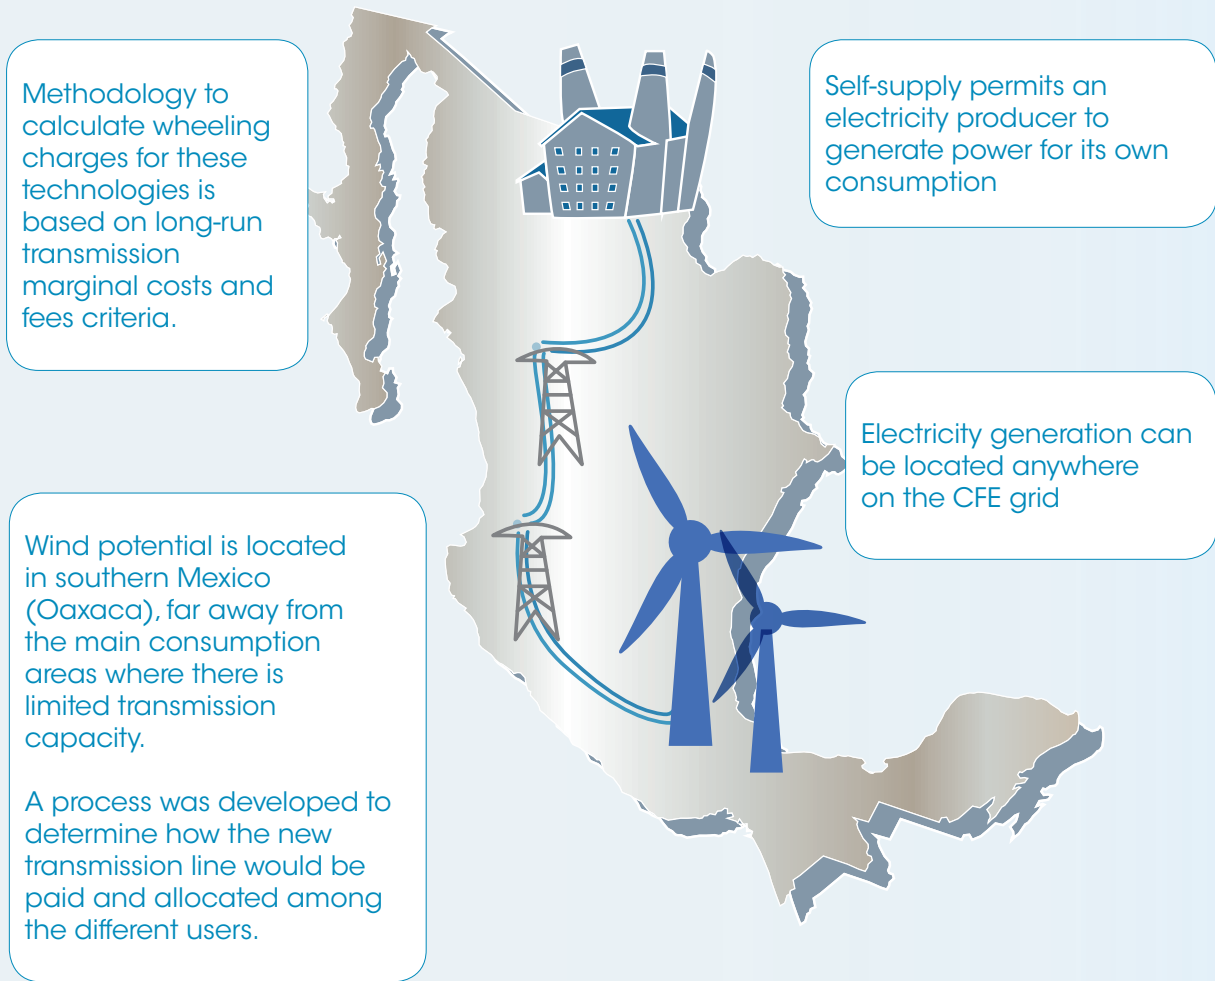 Methodology to
calculate wheeling
charges for these
technologies is
based on long-run
transmission
marginal costs and
fees criteria.
Self-supply permits an
electricity producer to
generate power for its own
consumption
Electricity generation can
be located anywhere
on the CFE grid
Wind potential is located
in southern Mexico
(Oaxaca), far away from
the main consumption
areas where there is
limited transmission
capacity.
A process was developed to
determine how the new
transmission line would be
paid and allocated among
the different users.